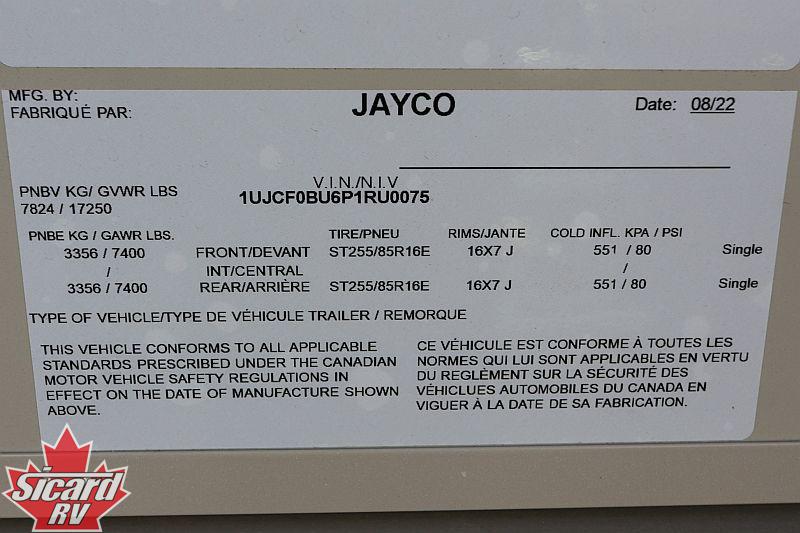 MFG. BY:
FABRIQUÉ PAR:
JAYCO
Date: 08/22
V.I.N./N.I.V
1UJCF0BU6P1RU0075
PNBV KG/ GVWR LBS
7824 / 17250
PNBE KG / GAWR LBS. TIRE/PNEU RIMS/JANTE COLD INFL. KPA / PSI
3356 / 7400 FRONT/DEVANT ST255/85R16E 16X7 J 551 / 80 Single
/ INT/CENTRAL /
3356 / 7400 REAR/ARRIÈRE ST255/85R16E 16X7 J 551 / 80 Single
TYPE OF VEHICLE/TYPE DE VÉHICULE TRAILER / REMORQUE
THIS VEHICLE CONFORMS TO ALL APPLICABLE
STANDARDS PRESCRIBED UNDER THE CANADIAN
MOTOR VEHICLE SAFETY REGULATIONS IN
EFFECT ON THE DATE OF MANUFACTURE SHOWN
ABOVE.
CE VÉHICULE EST CONFORME À TOUTES LES
NORMES QUI LUI SONT APPLICABLES EN VERTU
DU REGLÈMENT SUR LA SÉCURITÉ DES
VÉHICLUES AUTOMOBILES DU CANADA EN
VIGUER À LA DATE DE SA FABRICATION.
Sicard
RV